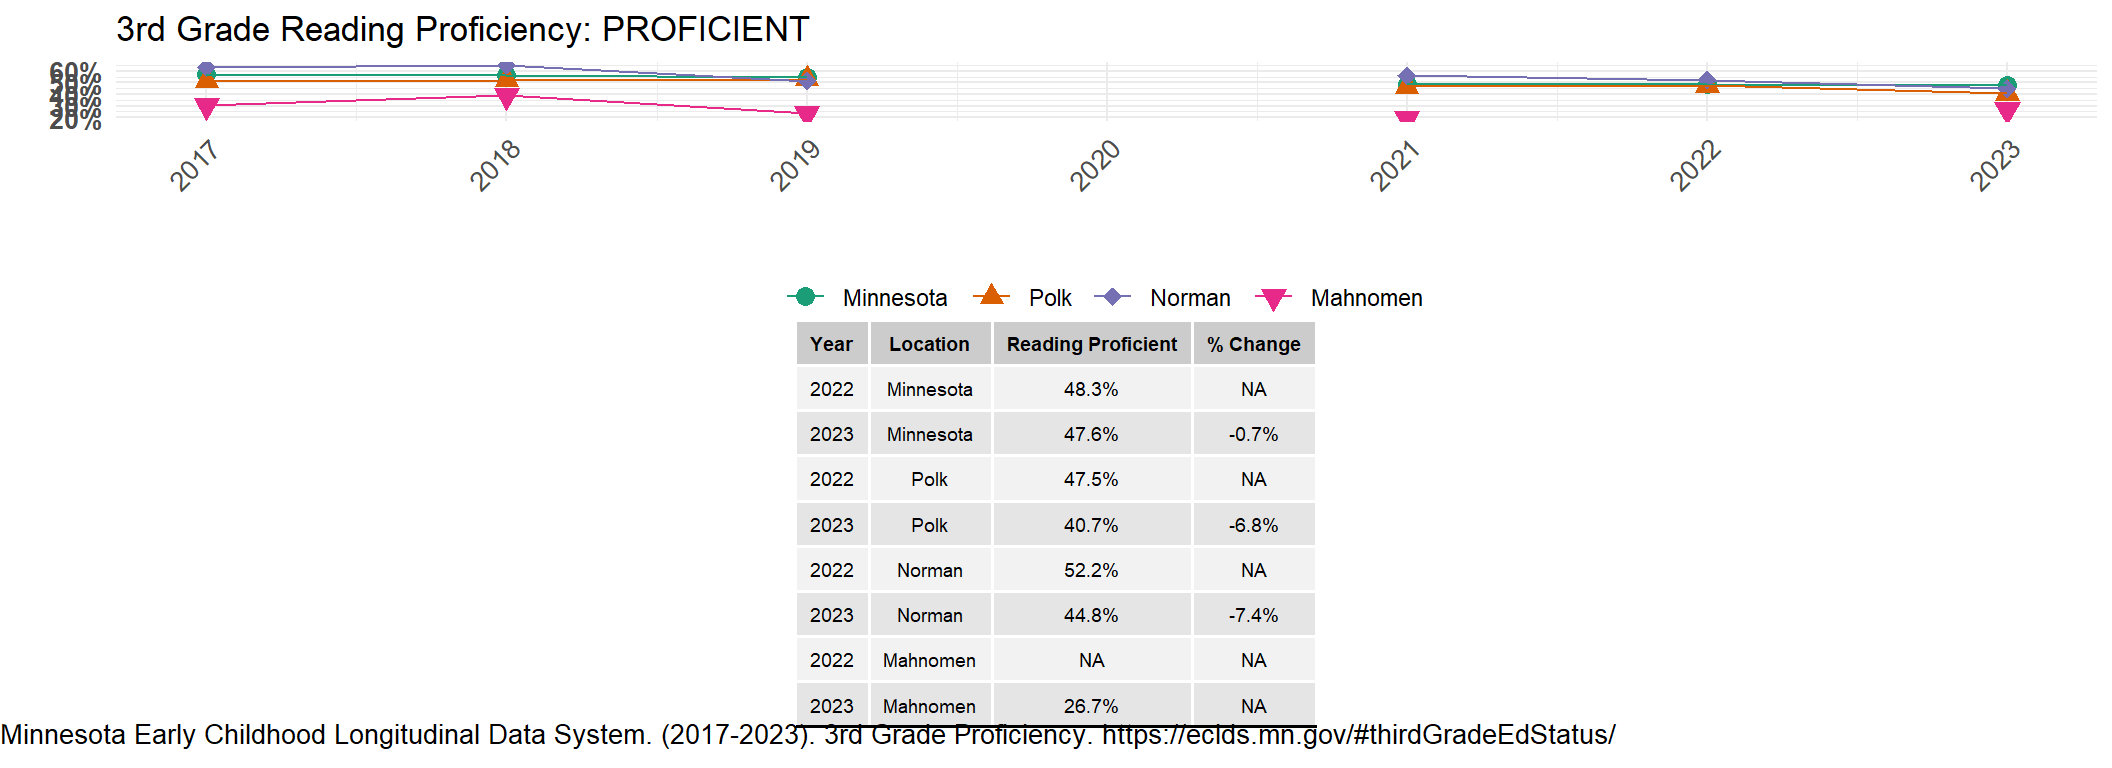 3rd Grade Reading Proficiency: PROFICIENT
60%
20%
2017 2018 2019 2020 2021 2022 2023
Minnesota Polk Norman Mahnomen
Year Location Reading Proficient % Change
2022 Minnesota 48.3% NA
2023 Minnesota 47.6% -0.7%
2022 Polk 47.5% NA
2023 Polk 40.7% -6.8%
2022 Norman 52.2% NA
2023 Norman 44.8% -7.4%
2022 Mahnomen NA NA
2023 Mahnomen 26.7% NA
Minnesota Early Childhood Longitudinal Data System. (2017-2023). 3rd Grade Proficiency. https://eclds.mn.gov/#thirdGradeEdStatus/